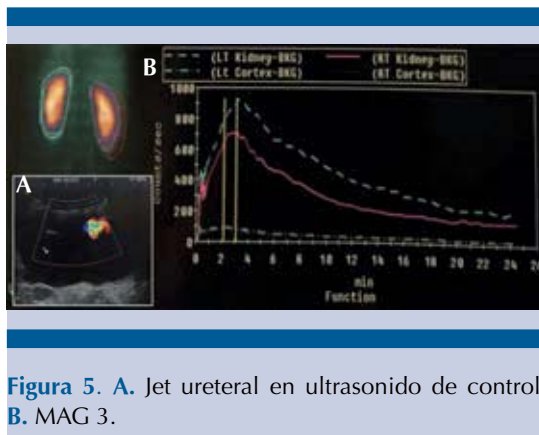 B
(LT Kidney-BKG) (RT Kidney-BKG)
(Lt Cortex-BKG) (RT Cortex-BKG)
1000
800
600
400
200
0
counts/sec
A
0 2 4 6 8 10 12 14 16 18 20 22 24 26
min
Function
Figura 5. A. Jet ureteral en ultrasonido de control
B. MAG 3.